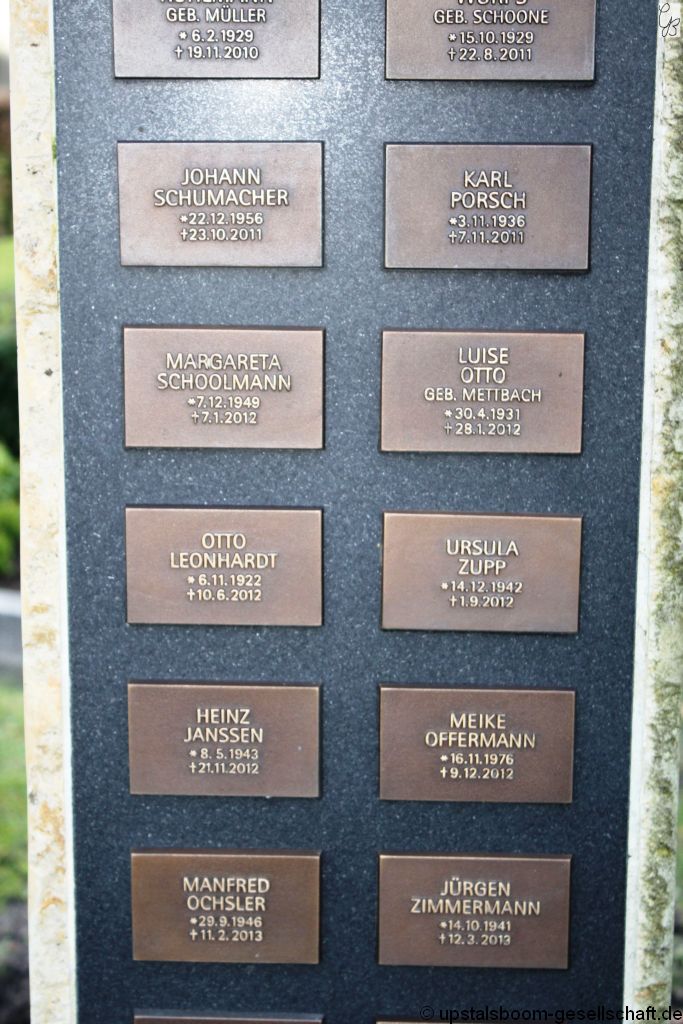 GEB. MÜLLER
* 6.2.1929
† 19.11.2010
GEB. SCHOONE
* 15.10.1929
† 22.8.2011
JOHANN
SCHUMACHER
*22.12.1956
†23.10.2011
KARL
PORSCH
*3.11.1936
†7.11.2011
MARGARETA
SCHOOLMANN
*7.12.1949
†7.1.2012
LUISE
OTTO
GEB. METTBACH
* 30.4.1931
†28.1.2012
OTTO
LEONHARDT
*6.11.1922
†10.6.2012
URSULA
ZUPP
*14.12.1942
†1.9.2012
HEINZ
JANSSEN
* 8.5.1943
†21.11.2012
MEIKE
OFFERMANN
*16.11.1976
†9.12.2012
MANFRED
OCHSLER
*29.9.1946
†11.2.2013
JÜRGEN
ZIMMERMANN
*14.10.1941
†12.3.2013
© upstalsboom-gesellschaft.de